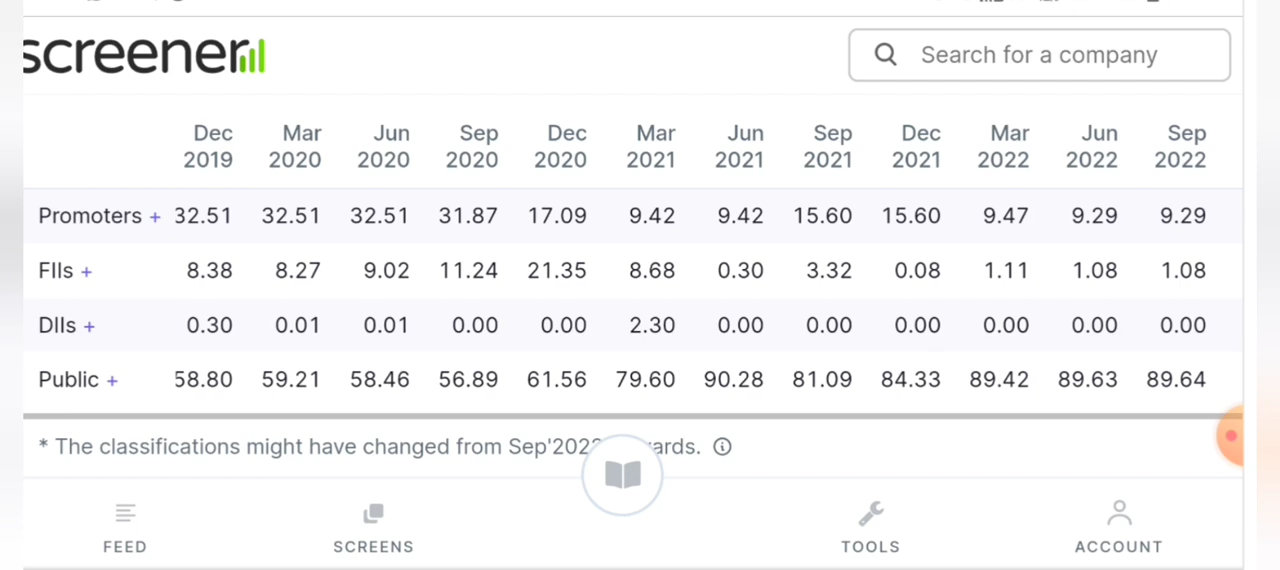 screener
Search for a company
Dec 2019 Mar 2020 Jun 2020 Sep 2020 Dec 2020 Mar 2021 Jun 2021 Sep 2021 Dec 2021 Mar 2022 Jun 2022 Sep 2022
Promoters + 32.51 32.51 32.51 31.87 17.09 9.42 9.42 15.60 15.60 9.47 9.29 9.29
FIIs + 8.38 8.27 9.02 11.24 21.35 8.68 0.30 3.32 0.08 1.11 1.08 1.08
DIIs + 0.30 0.01 0.01 0.00 0.00 2.30 0.00 0.00 0.00 0.00 0.00 0.00
Public + 58.80 59.21 58.46 56.89 61.56 79.60 90.28 81.09 84.33 89.42 89.63 89.64
* The classifications might have changed from
FEED SCREENS TOOLS ACCOUNT